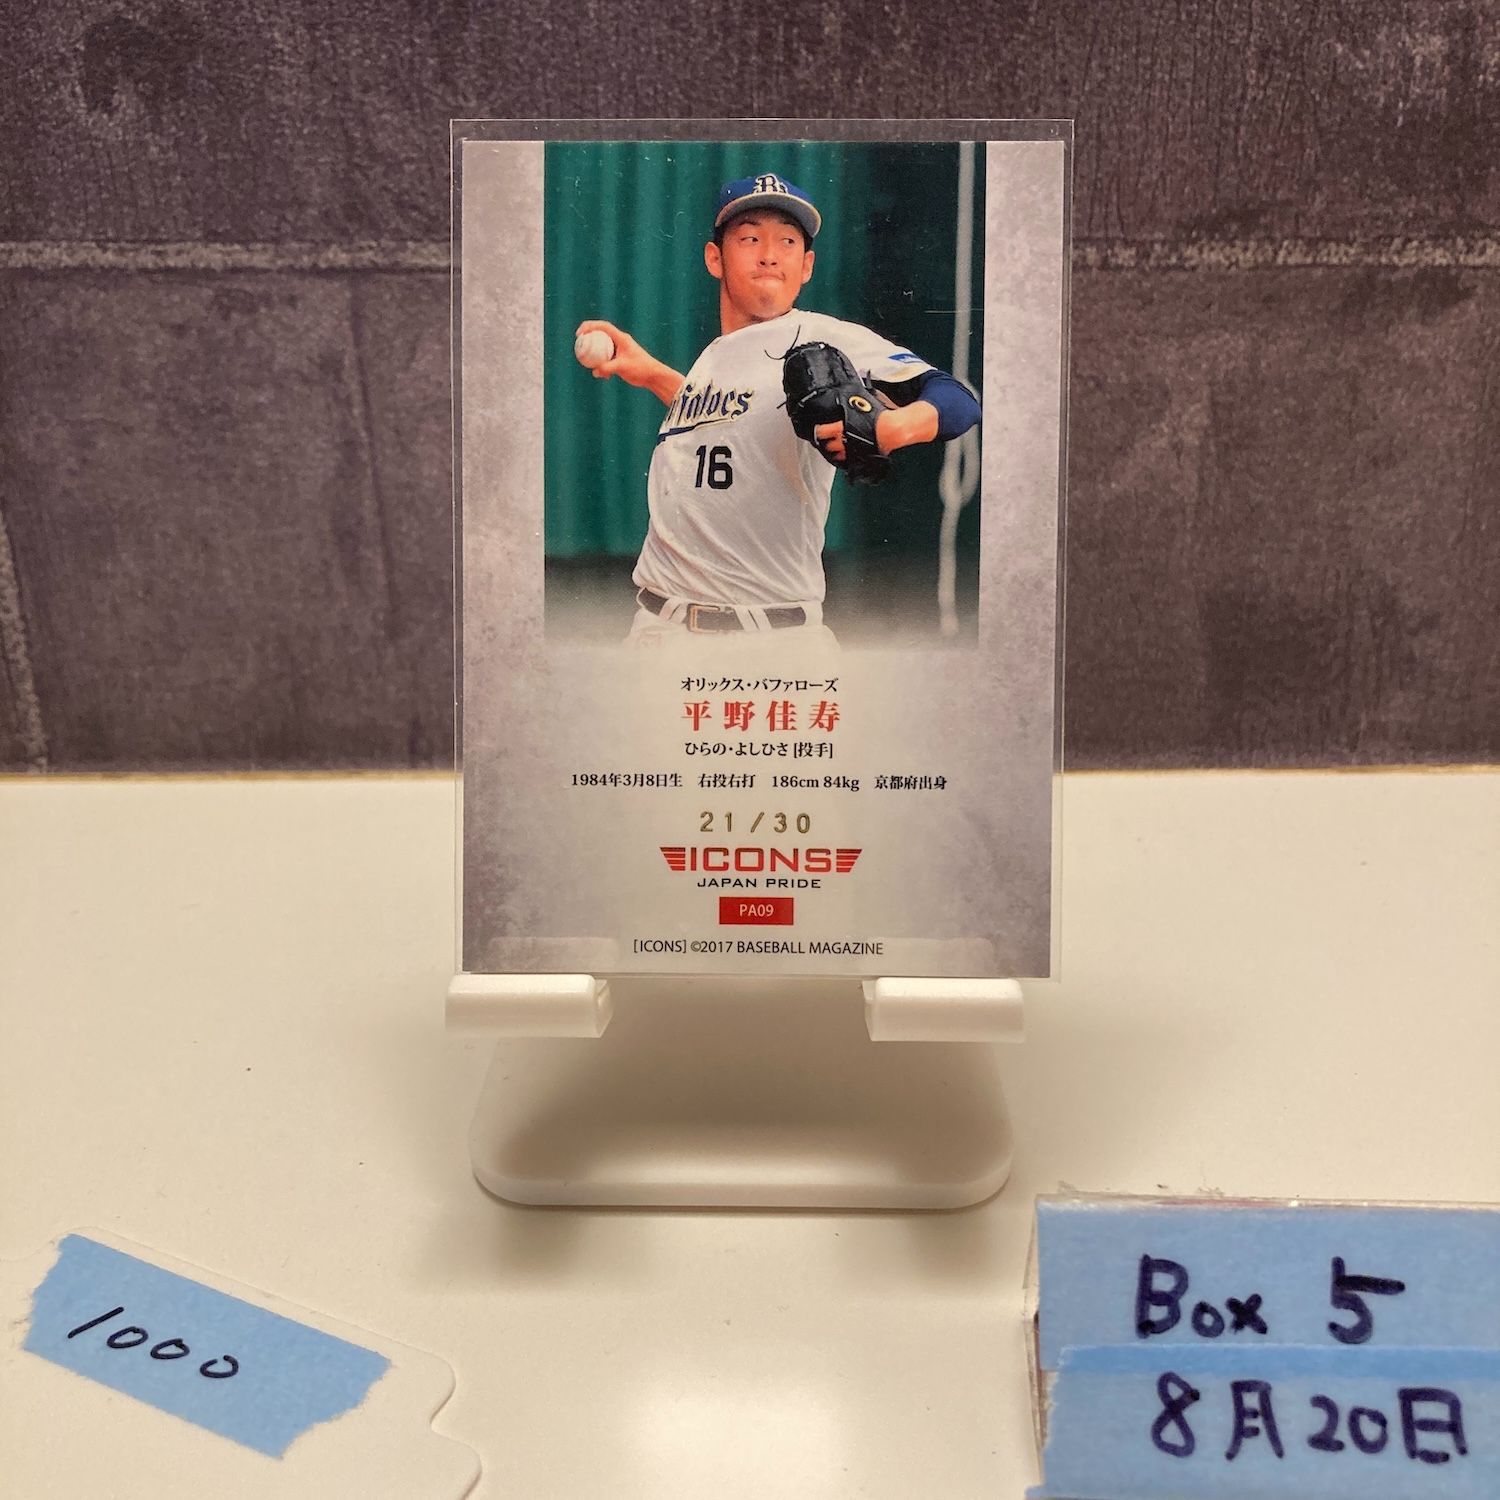 B
ffaloes
16
オリックス・バファローズ
平野佳寿
ひらの・よしひさ [投手]
1984年3月8日生 右投右打 186cm 84kg 京都府出身
21/30
ICONS
JAPAN PRIDE
PA09
[ICONS] ©2017 BASEBALL MAGAZINE
1000
Box 5
8月20日